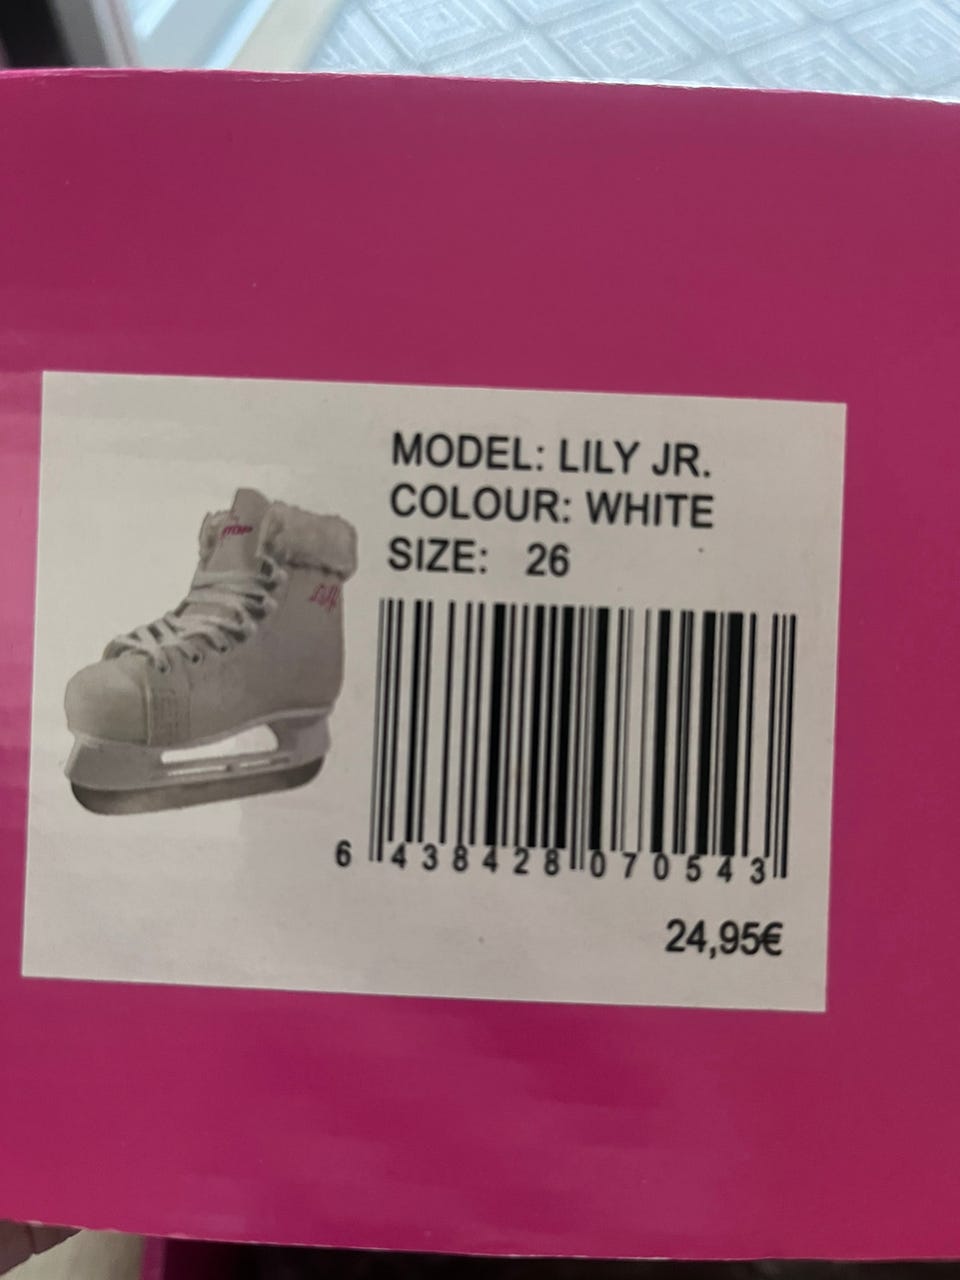 MODEL: LILY JR.
COLOUR: WHITE
SIZE: 26
6 438428 070543
24,95€